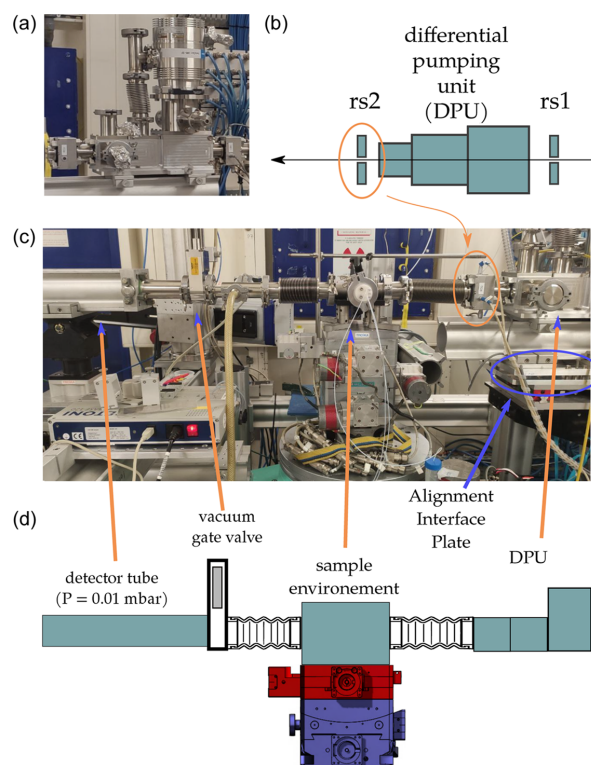 (a)
(b)
differential
pumping
unit
(DPU)
rs2
rs1
(c)
Alignment
Interface
Plate
vacuum
gate valve
DPU
(d)
detector tube
(P = 0.01 mbar)
sample
environement